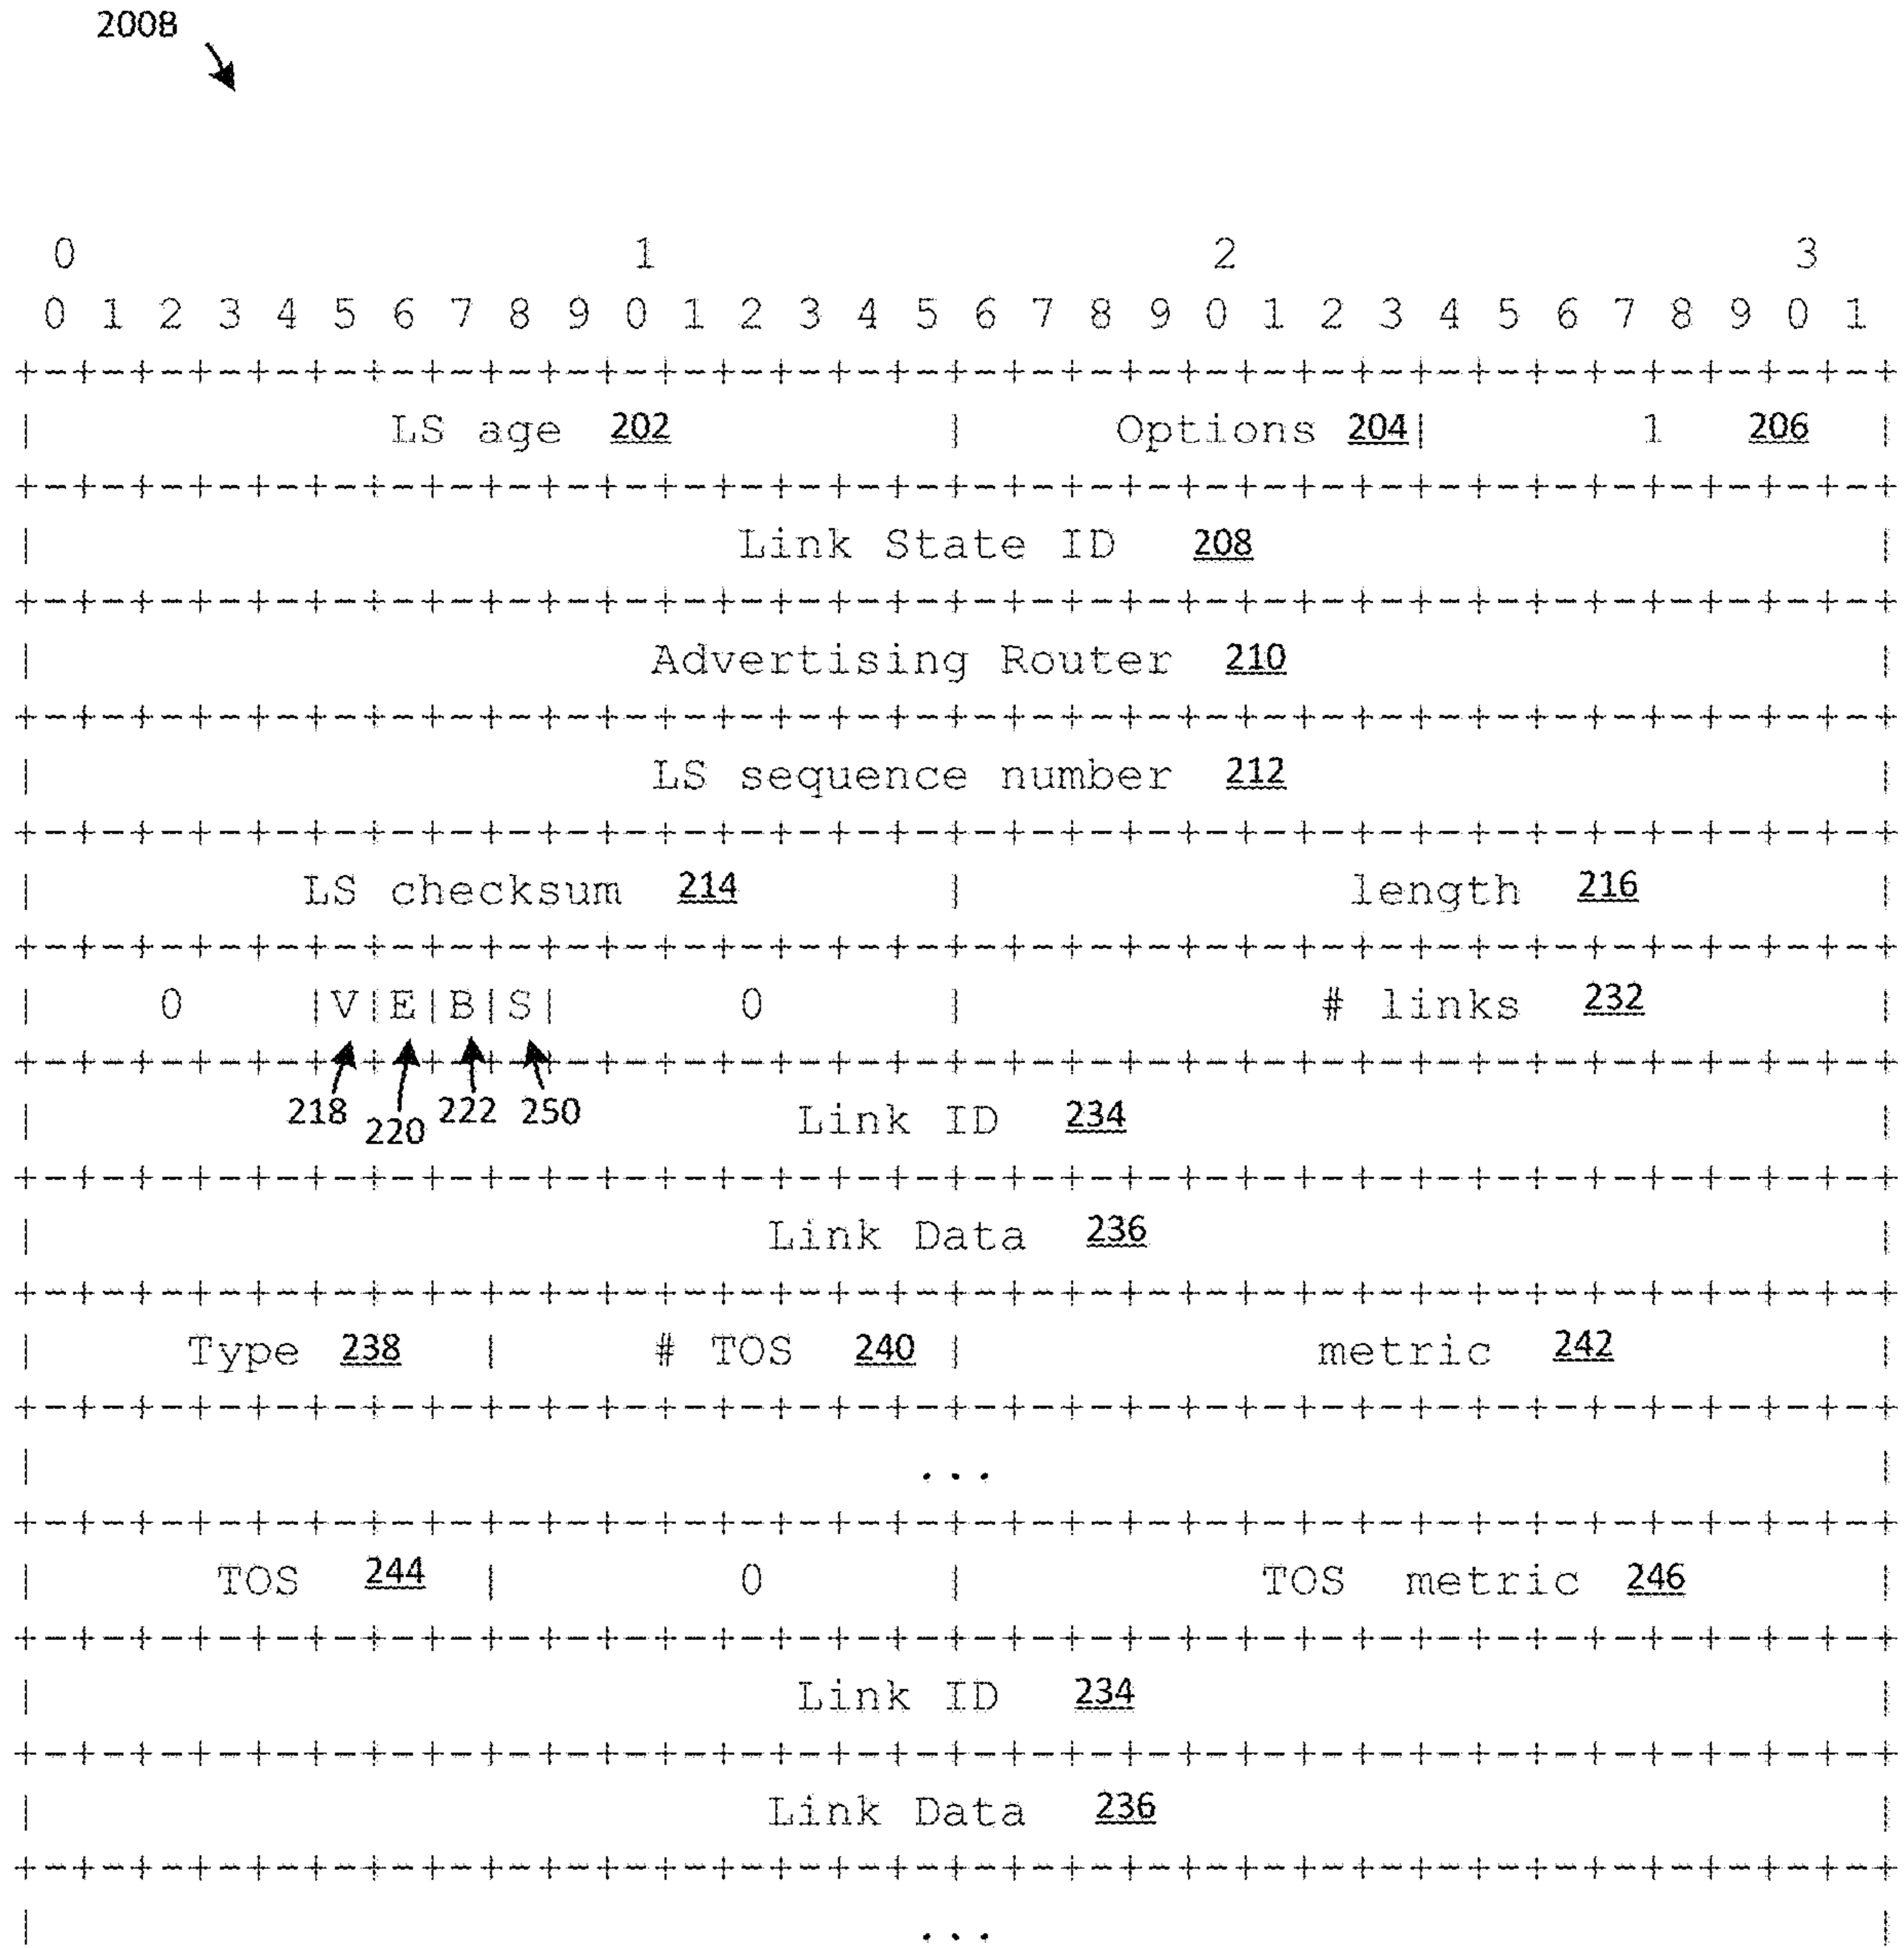 200B
0 1 2 3
0 1 2 3 4 5 6 7 8 9 0 1 2 3 4 5 6 7 8 9 0 1 2 3 4 5 6 7 8 9 0 1
+-+-+-+-+-+-+-+-+-+-+-+-+-+-+-+-+-+-+-+-+-+-+-+-+-+-+-+-+-+-+-+-+
| LS age 202 | Options 204| 1 206 |
+-+-+-+-+-+-+-+-+-+-+-+-+-+-+-+-+-+-+-+-+-+-+-+-+-+-+-+-+-+-+-+-+
| Link State ID 208 |
+-+-+-+-+-+-+-+-+-+-+-+-+-+-+-+-+-+-+-+-+-+-+-+-+-+-+-+-+-+-+-+-+
| Advertising Router 210 |
+-+-+-+-+-+-+-+-+-+-+-+-+-+-+-+-+-+-+-+-+-+-+-+-+-+-+-+-+-+-+-+-+
| LS sequence number 212 |
+-+-+-+-+-+-+-+-+-+-+-+-+-+-+-+-+-+-+-+-+-+-+-+-+-+-+-+-+-+-+-+-+
| LS checksum 214 | length 216 |
+-+-+-+-+-+-+-+-+-+-+-+-+-+-+-+-+-+-+-+-+-+-+-+-+-+-+-+-+-+-+-+-+
| 0 |V|E|B|S| 0 | # links 232 |
+-+-+-+-+-+-+-+-+-+-+-+-+-+-+-+-+-+-+-+-+-+-+-+-+-+-+-+-+-+-+-+-+
| 218 220 222 250 Link ID 234 |
+-+-+-+-+-+-+-+-+-+-+-+-+-+-+-+-+-+-+-+-+-+-+-+-+-+-+-+-+-+-+-+-+
| Link Data 236 |
+-+-+-+-+-+-+-+-+-+-+-+-+-+-+-+-+-+-+-+-+-+-+-+-+-+-+-+-+-+-+-+-+
| Type 238 | # TOS 240 | metric 242 |
+-+-+-+-+-+-+-+-+-+-+-+-+-+-+-+-+-+-+-+-+-+-+-+-+-+-+-+-+-+-+-+-+
| ... |
+-+-+-+-+-+-+-+-+-+-+-+-+-+-+-+-+-+-+-+-+-+-+-+-+-+-+-+-+-+-+-+-+
| TOS 244 | 0 | TOS metric 246 |
+-+-+-+-+-+-+-+-+-+-+-+-+-+-+-+-+-+-+-+-+-+-+-+-+-+-+-+-+-+-+-+-+
| Link ID 234 |
+-+-+-+-+-+-+-+-+-+-+-+-+-+-+-+-+-+-+-+-+-+-+-+-+-+-+-+-+-+-+-+-+
| Link Data 236 |
+-+-+-+-+-+-+-+-+-+-+-+-+-+-+-+-+-+-+-+-+-+-+-+-+-+-+-+-+-+-+-+-+
| ... |